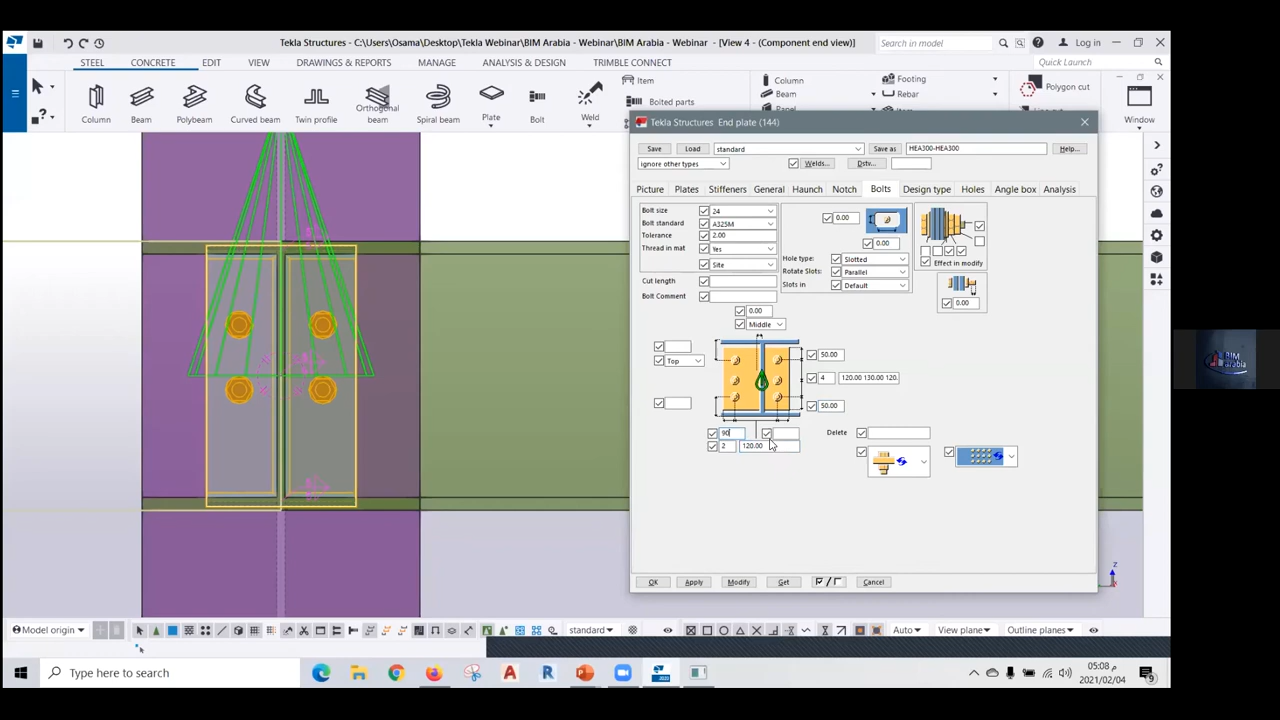 Tekla Structures - C:\Users\Osama\Desktop\Tekla Webinar\BIM Arabia - Webinar\BIM Arabia - Webinar - [View 4 - (Component end view)]
Search in model
Log in
STEEL CONCRETE EDIT VIEW DRAWINGS & REPORTS MANAGE ANALYSIS & DESIGN TRIMBLE CONNECT
Quick Launch
Column
Beam
Polybeam
Curved beam
Twin profile
Orthogonal beam
Spiral beam
Plate
Bolt
Weld
Item
Bolted parts
Column
Beam
Panel
Footing
Rebar
Item
Polygon cut
Window
Tekla Structures End plate (144)
Save Load standard Save as HEA300-HEA300 Help...
ignore other types Welds... Dstv...
Picture Plates Stiffeners General Haunch Notch Bolts Design type Holes Angle box Analysis
Bolt size 24
Bolt standard A325M
Tolerance 2.00
Thread in mat Yes
Site
Cut length
Bolt Comment
0.00
0.00
Hole type: Slotted
Rotate Slots: Parallel
Slots in Default
Effect in modify
0.00
0.00
Middle
Top
50.00
4 120.00 130.00 120.
50.00
90
2 120.00
Delete
OK Apply Modify Get / Cancel
Model origin
standard
Auto
View plane
Outline planes
Z
BIM
arabia
Type here to search
A
R
P
2021
05:08 م
2021/02/04
9